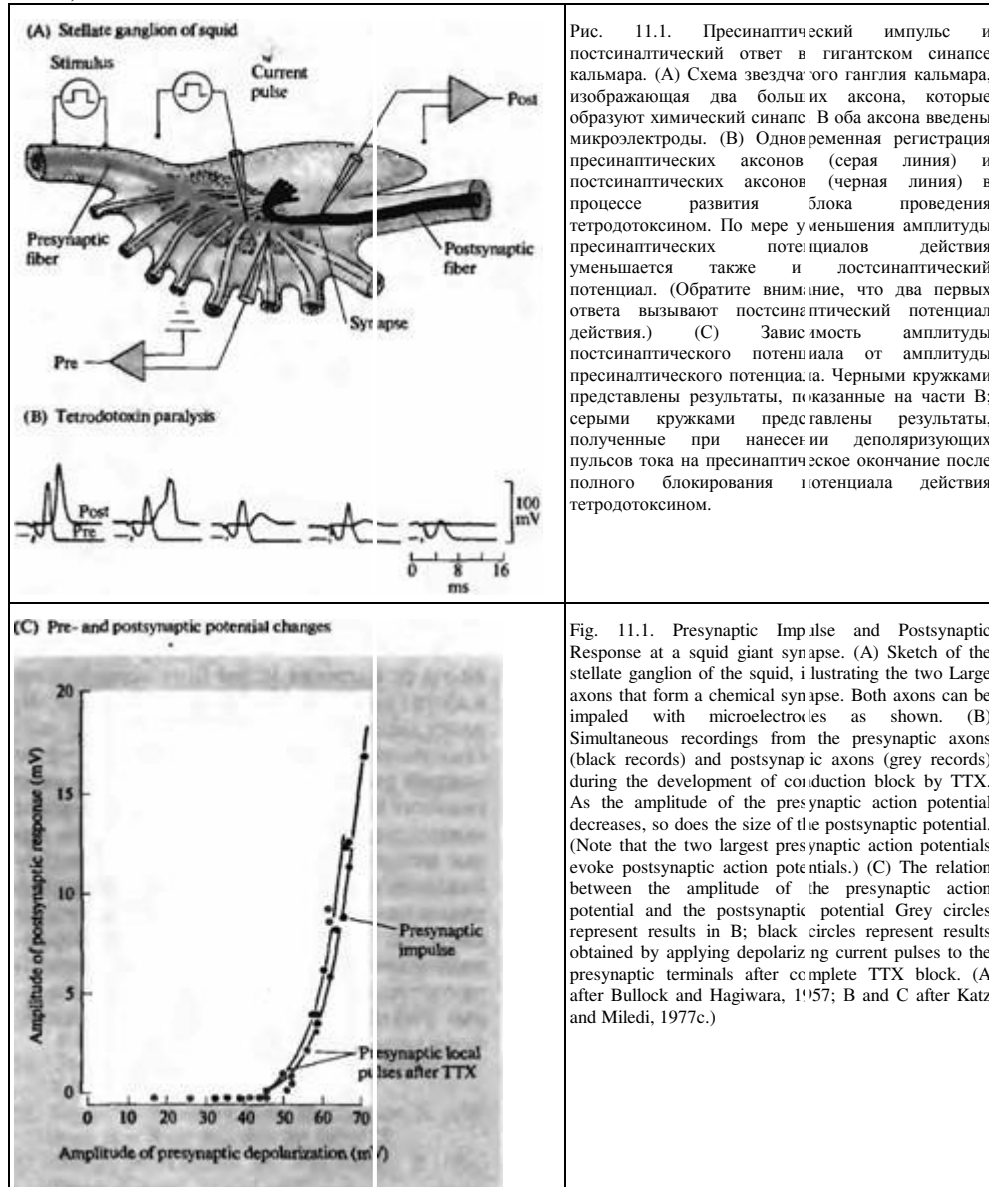 (A) Stellate ganglion of squid
Stimulus
Current
pulse
Post
Presynaptic
fiber
Postsynaptic
fiber
Synapse
Pre
(B) Tetrodotoxin paralysis
Post
Pre
100
mV
0 8 16
ms
Рис. 11.1. Пресинаптический импульс и
постсиналтический ответ в гигантском синапсе
кальмара. (А) Схема звездчатого ганглия кальмара,
изображающая два больших аксона, которые
образуют химический синапс. В оба аксона введены
микроэлектроды. (В) Одновременная регистрация
пресинаптических аксонов (серая линия) и
постсинаптических аксонов (черная линия) в
процессе развития блока проведения
тетродотоксином. По мере уменьшения амплитуды
пресинаптических потенциалов действия
уменьшается также и лостсинаптический
потенциал. (Обратите внимание, что два первых
ответа вызывают постсинаптический потенциал
действия.) (С) Зависимость амплитуды
постсинаптического потенциала от амплитуды
пресиналтического потенциала. Черными кружками
представлены результаты, показанные на части В;
серыми кружками представлены результаты,
полученные при нанесении деполяризующих
пульсов тока на пресинаптическое окончание после
полного блокирования потенциала действия
тетродотоксином.
(C) Pre- and postsynaptic potential changes
Amplitude of postsynaptic response (mV)
20
15
10
5
0
Presynaptic
impulse
Presynaptic local
pulses after TTX
0 10 20 30 40 50 60 70
Amplitude of presynaptic depolarization (mV)
Fig. 11.1. Presynaptic Impulse and Postsynaptic
Response at a squid giant synapse. (A) Sketch of the
stellate ganglion of the squid, illustrating the two Large
axons that form a chemical synapse. Both axons can be
impaled with microelectrodes as shown. (B)
Simultaneous recordings from the presynaptic axons
(black records) and postsynaptic axons (grey records)
during the development of conduction block by TTX.
As the amplitude of the presynaptic action potential
decreases, so does the size of the postsynaptic potential.
(Note that the two largest presynaptic action potentials
evoke postsynaptic action potentials.) (C) The relation
between the amplitude of the presynaptic action
potential and the postsynaptic potential Grey circles
represent results in B; black circles represent results
obtained by applying depolarizing current pulses to the
presynaptic terminals after complete TTX block. (A
after Bullock and Hagiwara, 1957; B and C after Katz
and Miledi, 1977c.)